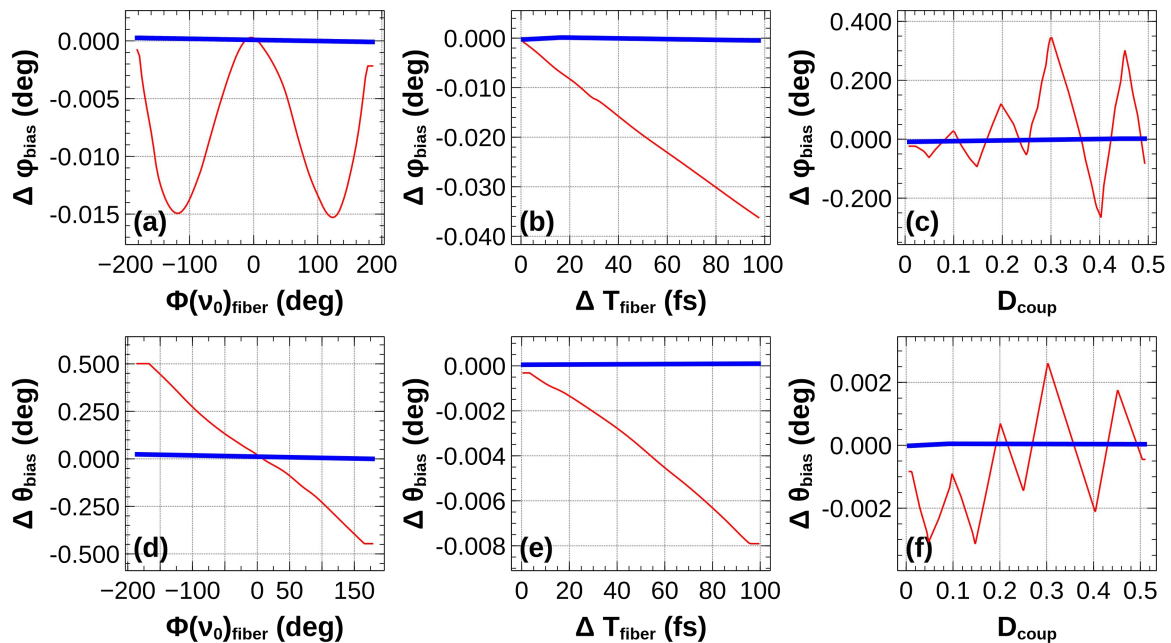 Δ φbias (deg)
0.000
-0.005
-0.010
-0.015
(a)
−200 −100 0 100 200
Φ(ν₀)fiber (deg)
Δ φbias (deg)
0.000
-0.010
-0.020
-0.030
-0.040
(b)
0 20 40 60 80 100
Δ Tfiber (fs)
Δ φbias (deg)
0.400
0.200
0.000
-0.200
(c)
0 0.1 0.2 0.3 0.4 0.5
Dcoup
Δ θbias (deg)
0.500
0.250
0.000
-0.250
-0.500
(d)
−200 −100 0 50 100 150
Φ(ν₀)fiber (deg)
Δ θbias (deg)
0.000
-0.002
-0.004
-0.006
-0.008
(e)
0 20 40 60 80 100
Δ Tfiber (fs)
Δ θbias (deg)
0.002
0.000
0.002
(f)
0 0.1 0.2 0.3 0.4 0.5
Dcoup